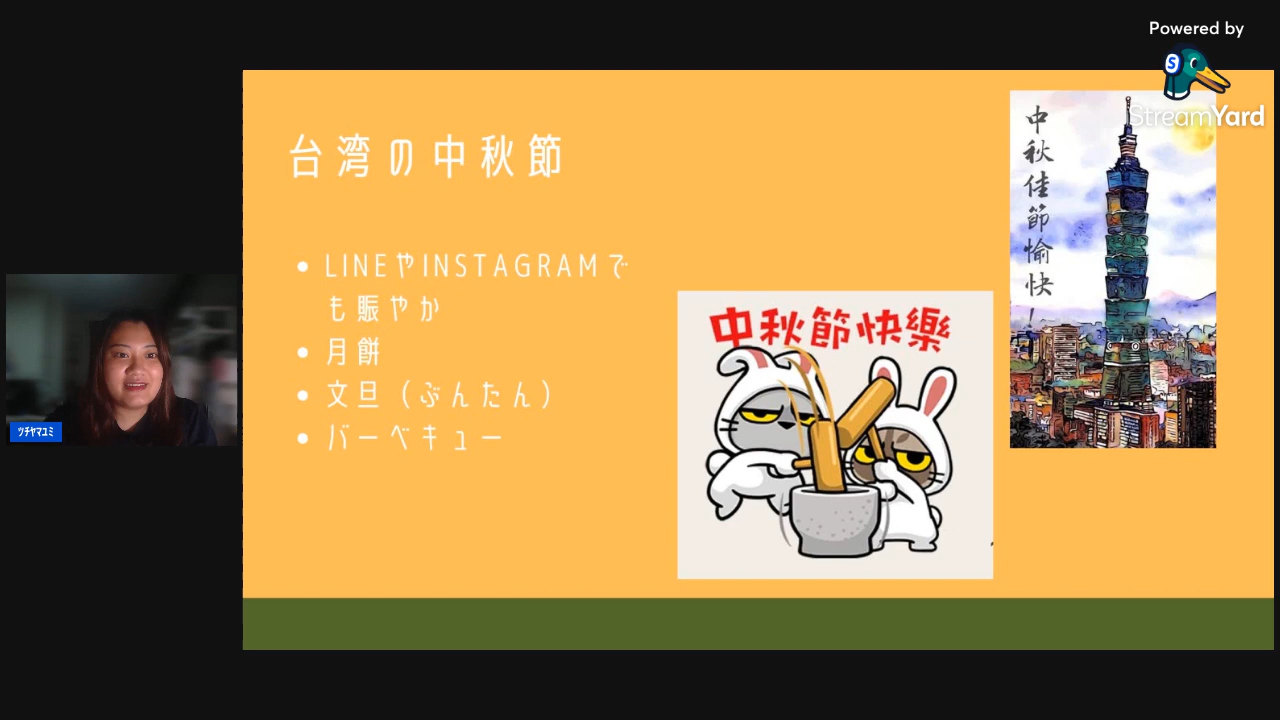 Powered by
StreamYard
台湾の中秋節
LINEやINSTAGRAMで
も賑やか
月餅
文旦（ぶんたん）
バーベキュー
中秋節快樂
中秋佳節愉快！
ツチヤマユミ